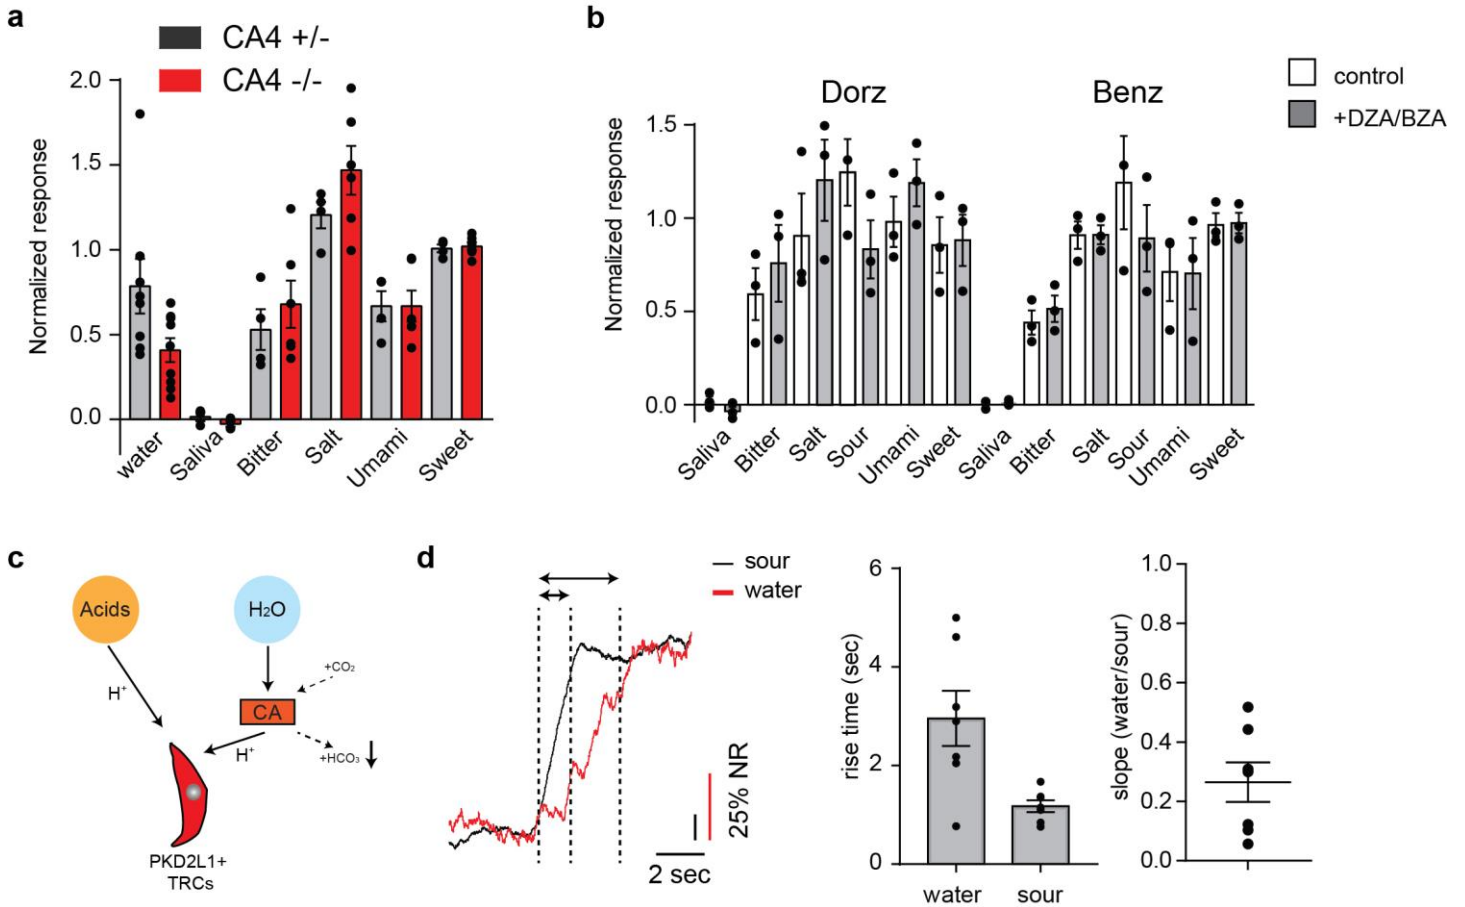 a
CA4 +/-
CA4 -/-
Normalized response
2.0
1.5
1.0
0.5
0.0
water
Saliva
Bitter
Salt
Umami
Sweet
b
control
+DZA/BZA
Dorz
Benz
Normalized response
1.5
1.0
0.5
0.0
Saliva
Bitter
Salt
Sour
Umami
Sweet
Saliva
Bitter
Salt
Sour
Umami
Sweet
c
Acids
H2O
H+
+CO2
CA
H+
+HCO3
PKD2L1+
TRCs
d
sour
water
25% NR
2 sec
rise time (sec)
6
4
2
0
water
sour
slope (water/sour)
1.0
0.8
0.6
0.4
0.2
0.0